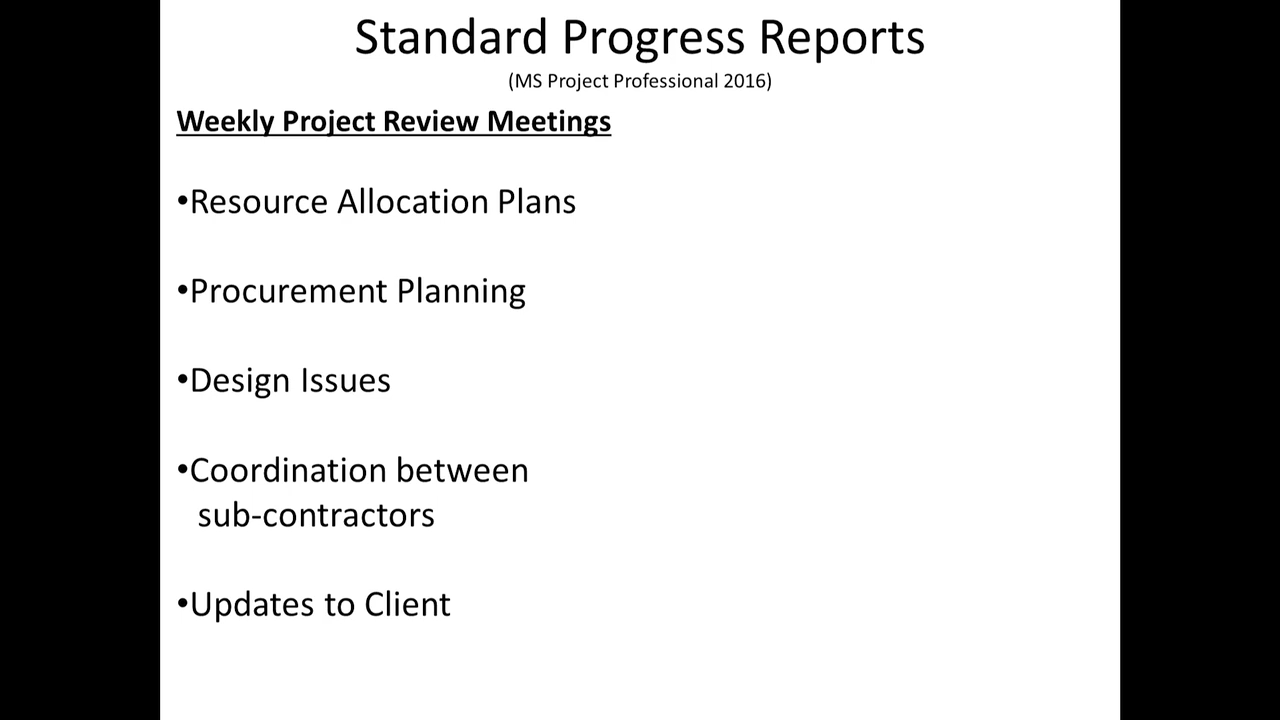 Standard Progress Reports
(MS Project Professional 2016)
Weekly Project Review Meetings
•Resource Allocation Plans
•Procurement Planning
•Design Issues
•Coordination between
sub-contractors
•Updates to Client